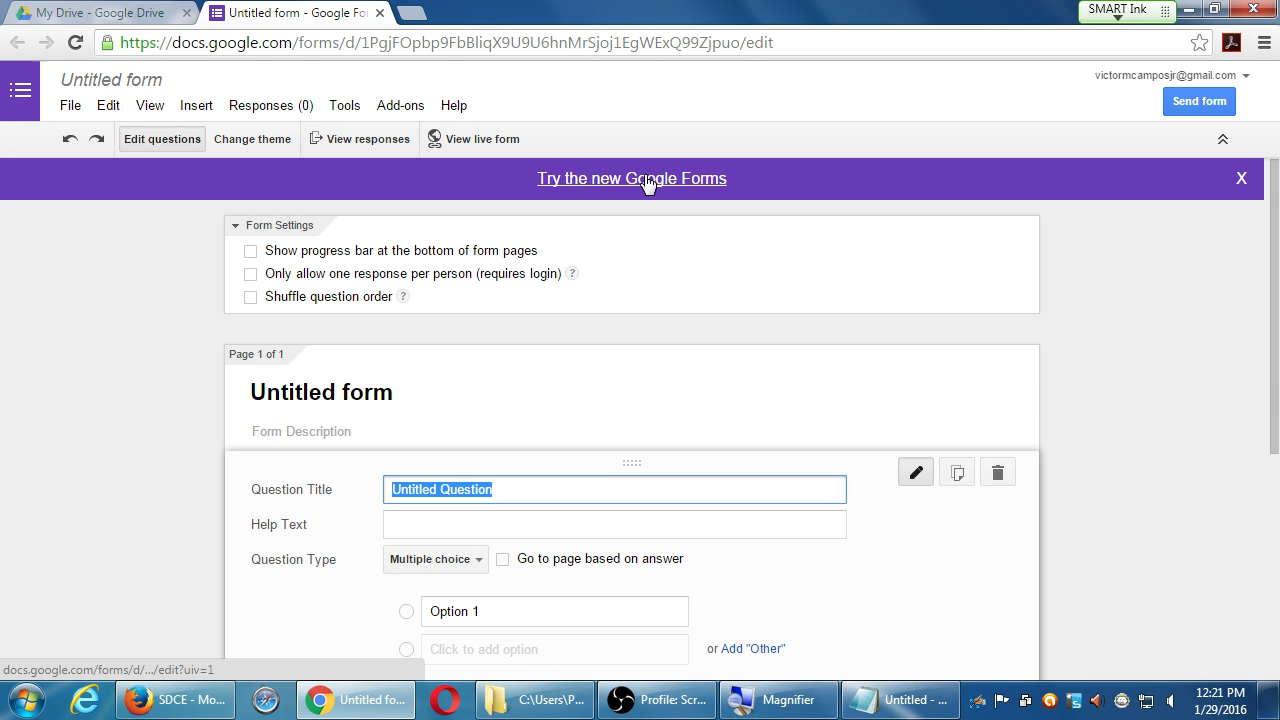 My Drive - Google Drive
Untitled form - Google Fo
SMART Ink
https://docs.google.com/forms/d/1PgjFOpbp9FbBliqX9U9U6hnMrSjoj1EgWExQ99Zjpuo/edit
Untitled form
victormcamposjr@gmail.com
File Edit View Insert Responses (0) Tools Add-ons Help
Send form
Edit questions Change theme View responses View live form
Try the new Google Forms X
Form Settings
Show progress bar at the bottom of form pages
Only allow one response per person (requires login) ?
Shuffle question order ?
Page 1 of 1
Untitled form
Form Description
Question Title Untitled Question
Help Text
Question Type Multiple choice Go to page based on answer
Option 1
Click to add option or Add "Other"
docs.google.com/forms/d/.../edit?uiv=1
SDCE - Mo... Untitled fo... C:\Users\P... Profile: Scr... Magnifier Untitled - ...
12:21 PM
1/29/2016